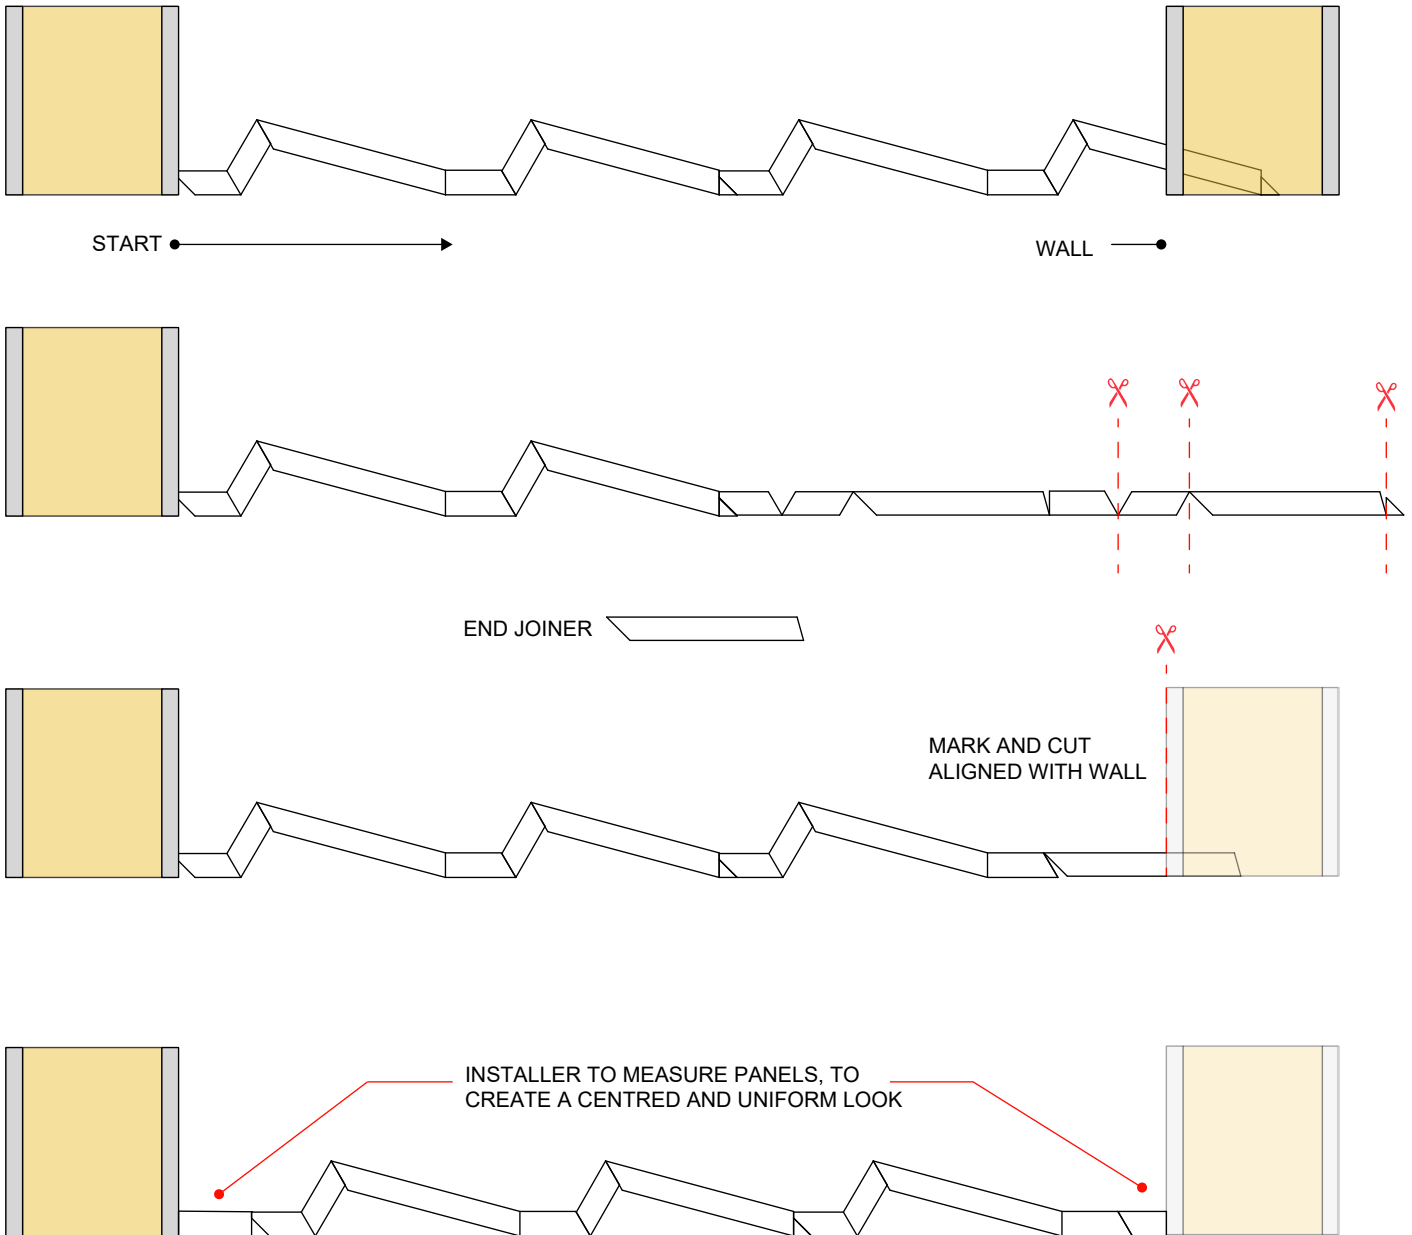 START
WALL
END JOINER
MARK AND CUT
ALIGNED WITH WALL
INSTALLER TO MEASURE PANELS, TO
CREATE A CENTRED AND UNIFORM LOOK